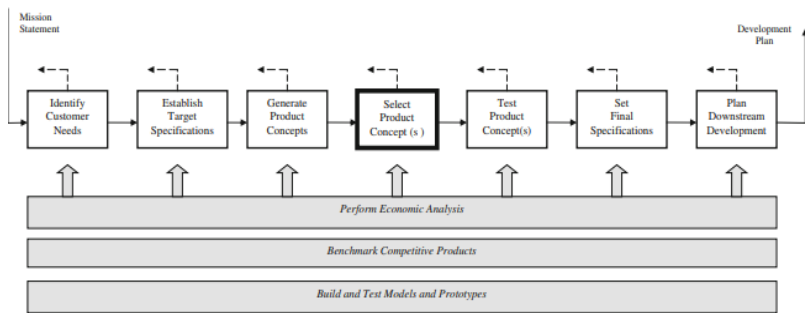 Mission
Statement
Development
Plan
Identify
Customer
Needs
Establish
Target
Specifications
Generate
Product
Concepts
Select
Product
Concept (s )
Test
Product
Concept(s)
Set
Final
Specifications
Plan
Downstream
Development
Perform Economic Analysis
Benchmark Competitive Products
Build and Test Models and Prototypes